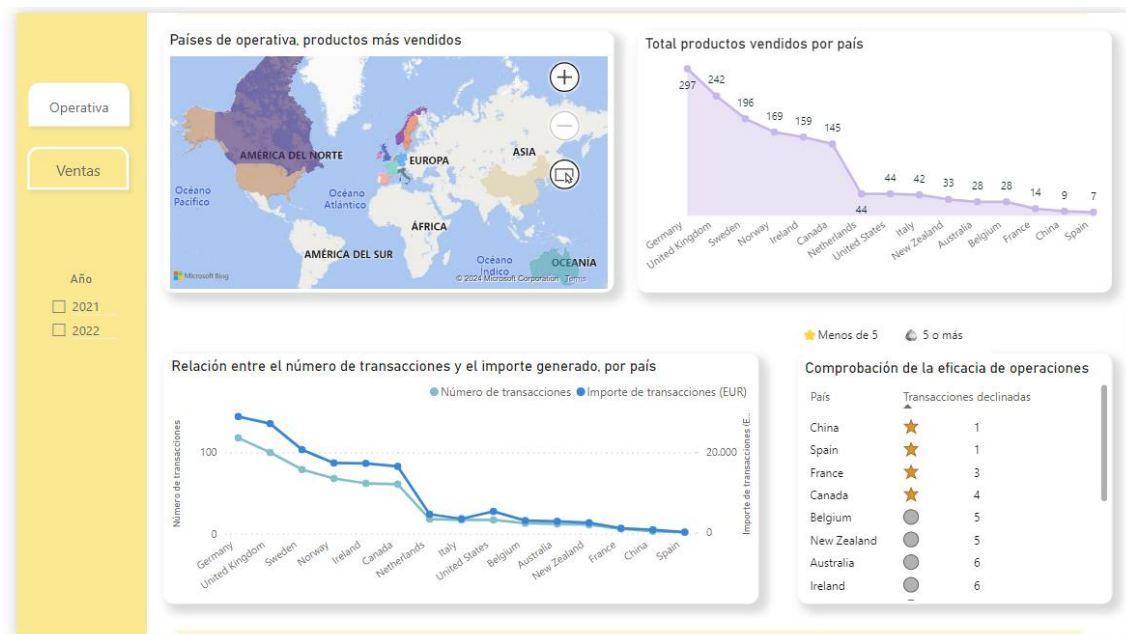 Operativa
Ventas
Año
2021
2022
Países de operativa, productos más vendidos
AMÉRICA DEL NORTE
EUROPA
ASIA
Océano
Pacífico
Océano
Atlántico
ÁFRICA
AMÉRICA DEL SUR
Océano
Índico
OCEANÍA
Microsoft Bing
© 2024 Microsoft Corporation Terms
Total productos vendidos por país
297
242
196
169
159
145
44
44
42
33
28
28
14
9
7
Germany
United Kingdom
Sweden
Norway
Ireland
Canada
Netherlands
United States
Italy
New Zealand
Australia
Belgium
France
China
Spain
Relación entre el número de transacciones y el importe generado, por país
Número de transacciones Importe de transacciones (EUR)
Número de transacciones
100
0
20.000
0
Importe de transacciones (E...
Germany
United Kingdom
Sweden
Norway
Ireland
Canada
Netherlands
Italy
United States
Belgium
Australia
New Zealand
France
China
Spain
Menos de 5 5 o más
Comprobación de la eficacia de operaciones
País Transacciones declinadas
China 1
Spain 1
France 3
Canada 4
Belgium 5
New Zealand 5
Australia 6
Ireland 6